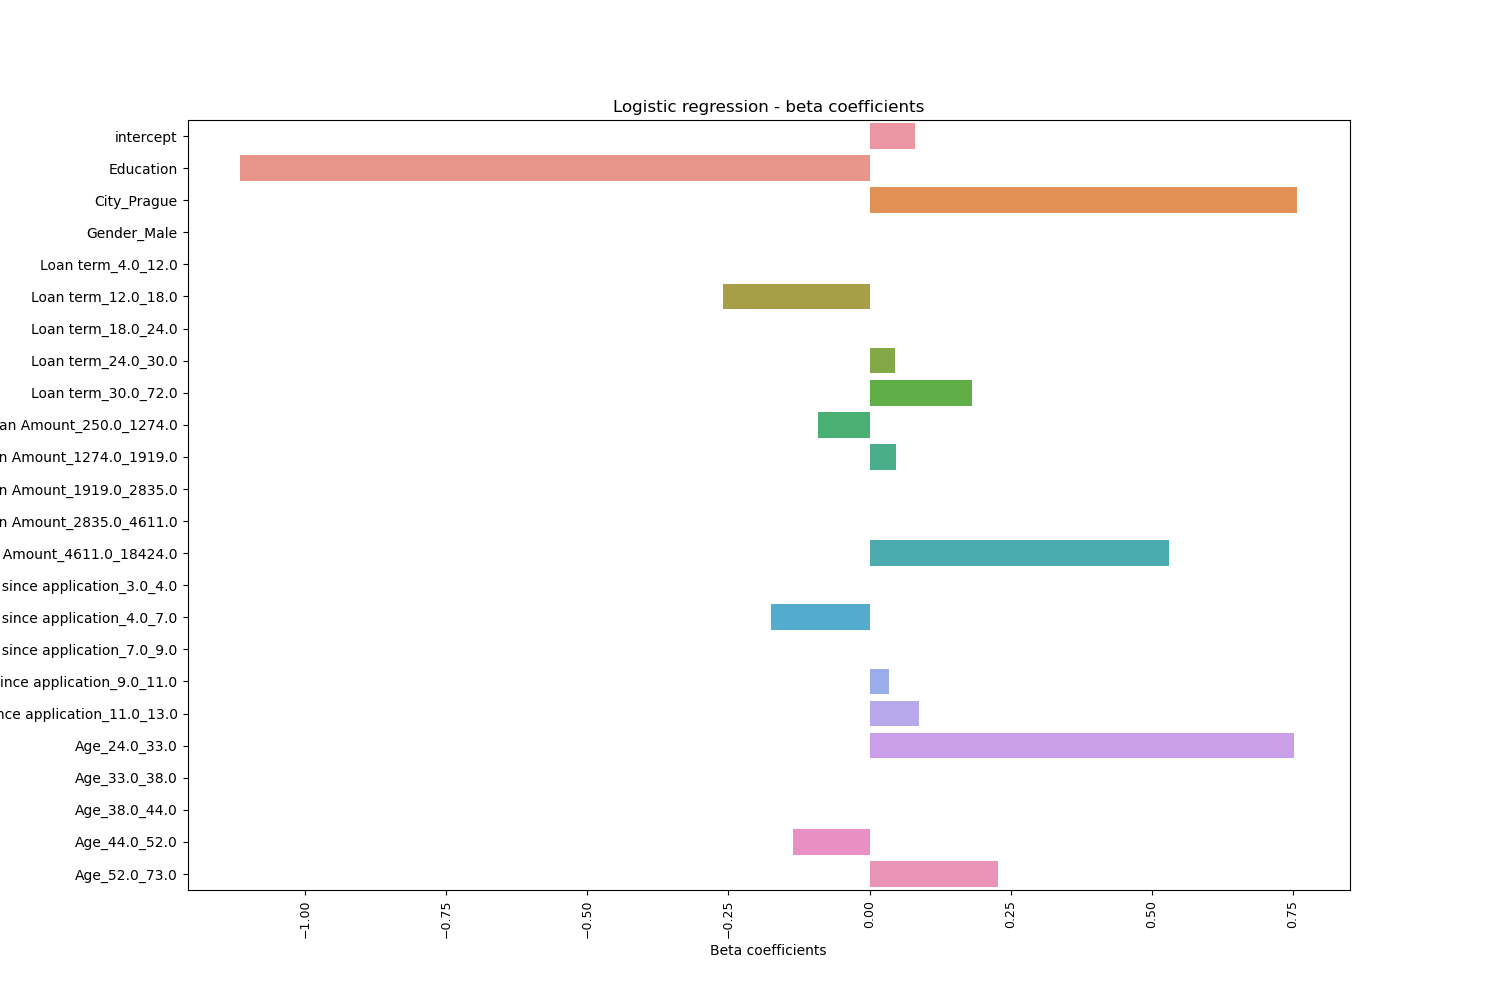 Logistic regression - beta coefficients
intercept
Education
City_Prague
Gender_Male
Loan term_4.0_12.0
Loan term_12.0_18.0
Loan term_18.0_24.0
Loan term_24.0_30.0
Loan term_30.0_72.0
an Amount_250.0_1274.0
n Amount_1274.0_1919.0
n Amount_1919.0_2835.0
n Amount_2835.0_4611.0
Amount_4611.0_18424.0
since application_3.0_4.0
since application_4.0_7.0
since application_7.0_9.0
ince application_9.0_11.0
nce application_11.0_13.0
Age_24.0_33.0
Age_33.0_38.0
Age_38.0_44.0
Age_44.0_52.0
Age_52.0_73.0
−1.00
−0.75
−0.50
−0.25
0.00
0.25
0.50
0.75
Beta coefficients